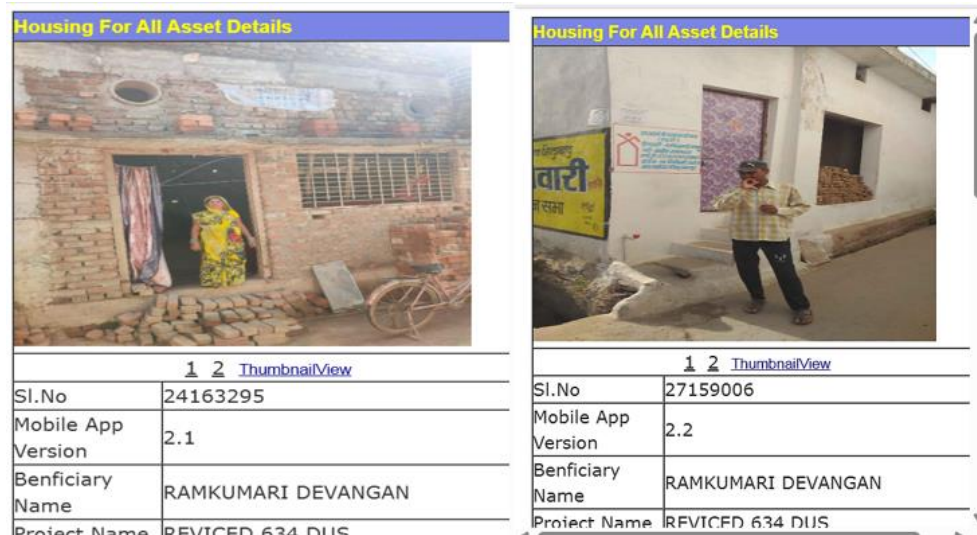 Housing For All Asset Details
1 2 ThumbnailView
Sl.No 24163295
Mobile App
Version 2.1
Benficiary
Name RAMKUMARI DEVANGAN
Project Name REVICED 634 DUS
Housing For All Asset Details
वारी
न सभा
1 2 ThumbnailView
Sl.No 27159006
Mobile App
Version 2.2
Benficiary
Name RAMKUMARI DEVANGAN
Project Name REVICED 634 DUS